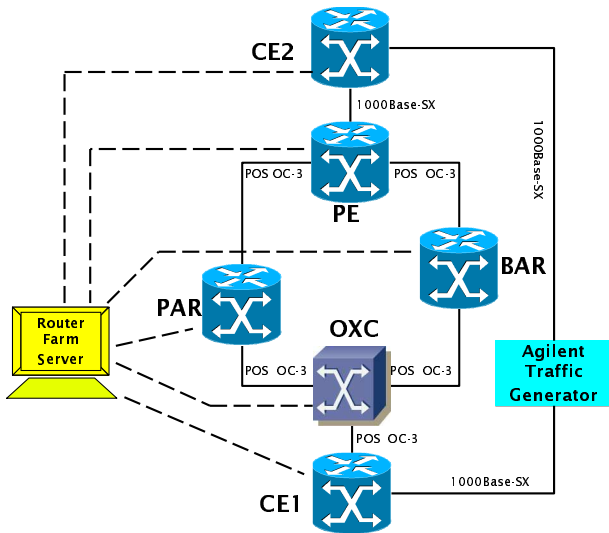 CE2
1000Base-SX
1000Base-SX
POS OC-3
POS OC-3
PE
BAR
PAR
OXC
Router
Farm
Server
Agilent
Traffic
Generator
POS OC-3
POS OC-3
POS OC-3
1000Base-SX
CE1